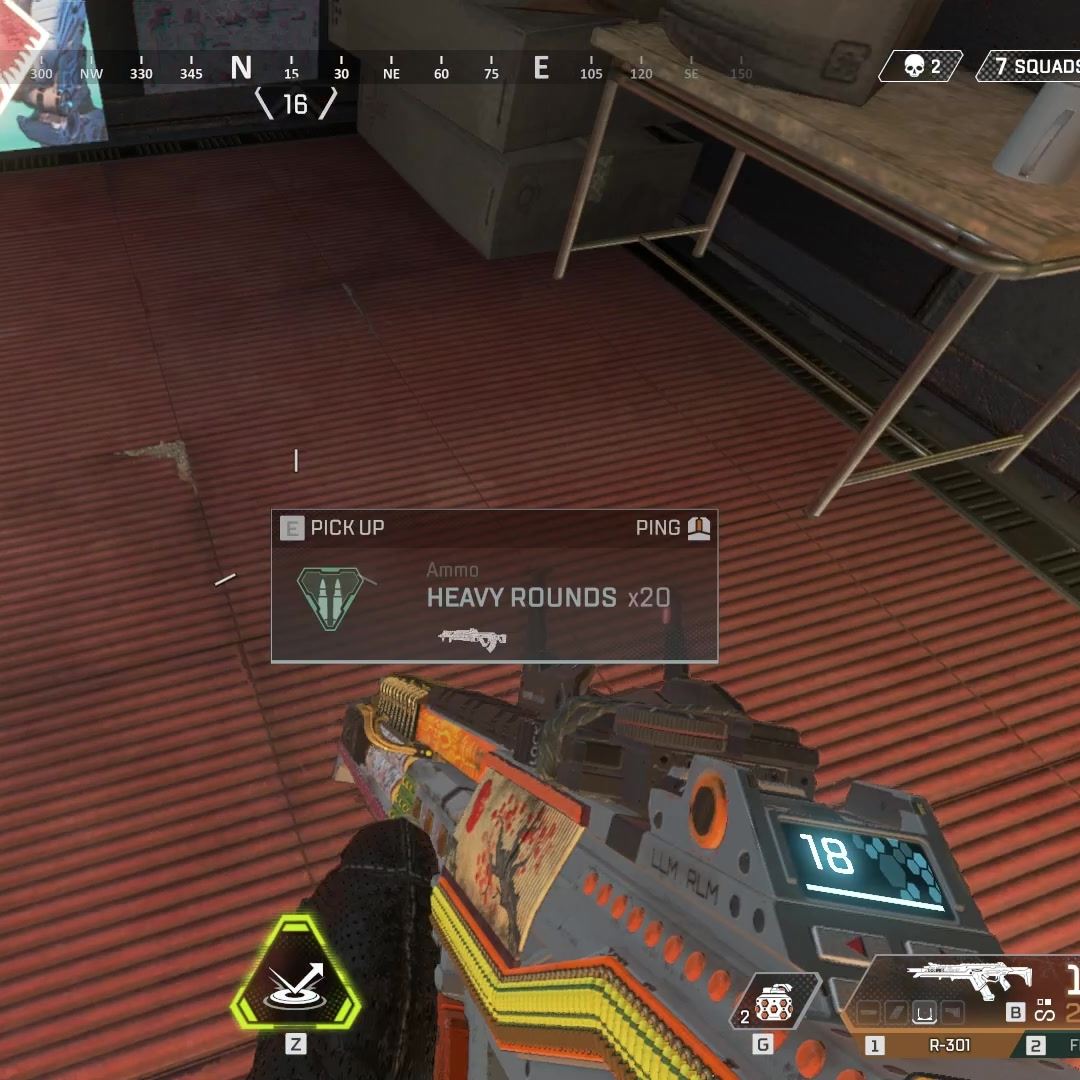 300 NW 330 345 N 15 30 NE 60 75 E 105 120 SE 150
16
2
7 SQUADS
E PICK UP
PING
Ammo
HEAVY ROUNDS x20
LLM RLM
18
Z
2
G
B
1 R-301
2